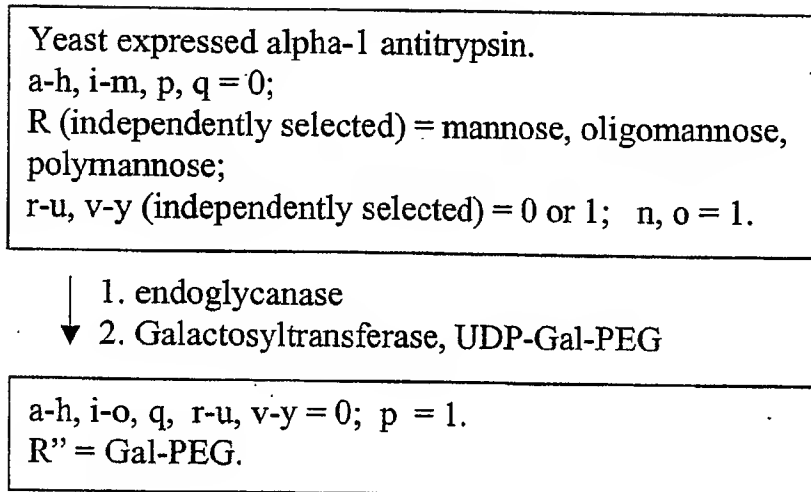 Yeast expressed alpha-1 antitrypsin.
a-h, i-m, p, q = 0;
R (independently selected) = mannose, oligomannose,
polymannose;
r-u, v-y (independently selected) = 0 or 1; n, o = 1.
1. endoglycanase
2. Galactosyltransferase, UDP-Gal-PEG
a-h, i-o, q, r-u, v-y = 0; p = 1.
R” = Gal-PEG.